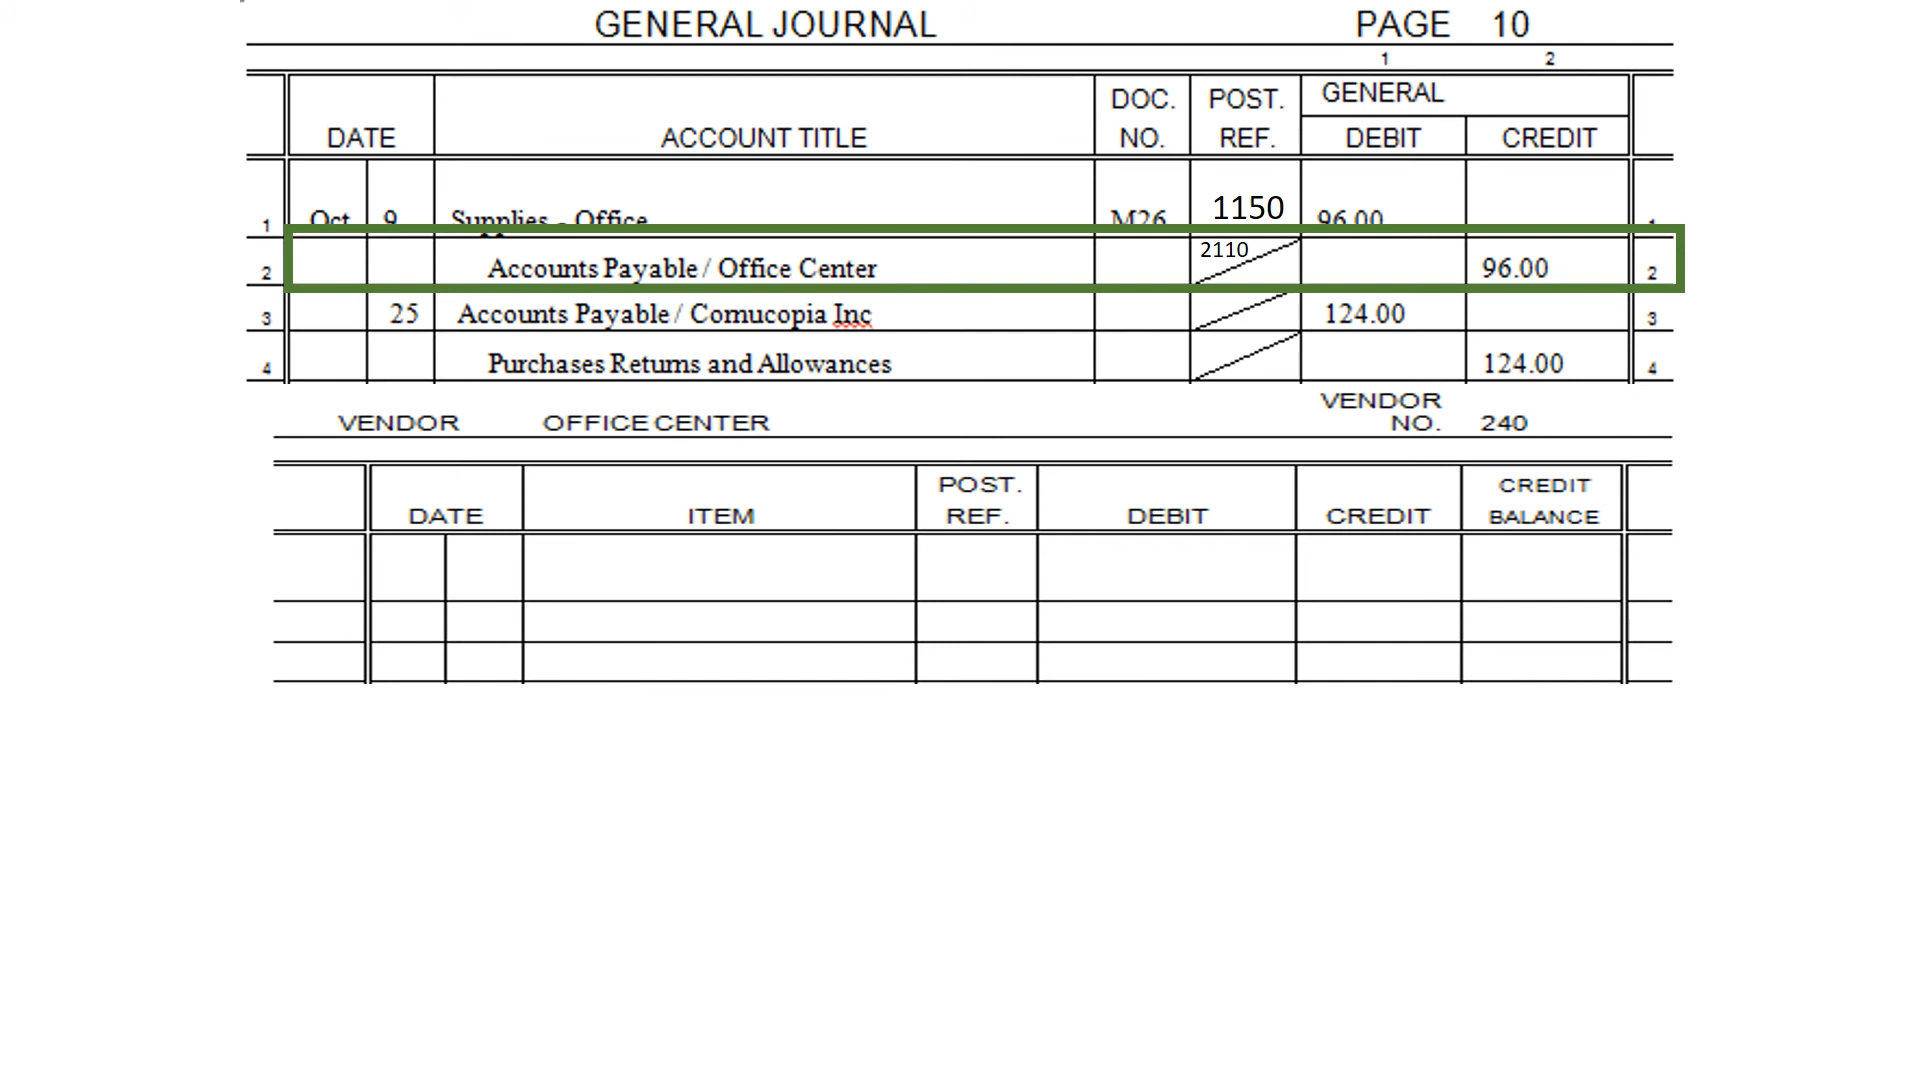 GENERAL JOURNAL PAGE 10
1 2
DATE ACCOUNT TITLE DOC. NO. POST. REF. GENERAL DEBIT CREDIT
1 Oct 9 Supplies - Office M26 1150 96.00 1
2 Accounts Payable / Office Center 2110 96.00 2
3 25 Accounts Payable / Cornucopia Inc 124.00 3
4 Purchases Returns and Allowances 124.00 4
VENDOR OFFICE CENTER VENDOR NO. 240
DATE ITEM POST. REF. DEBIT CREDIT CREDIT BALANCE